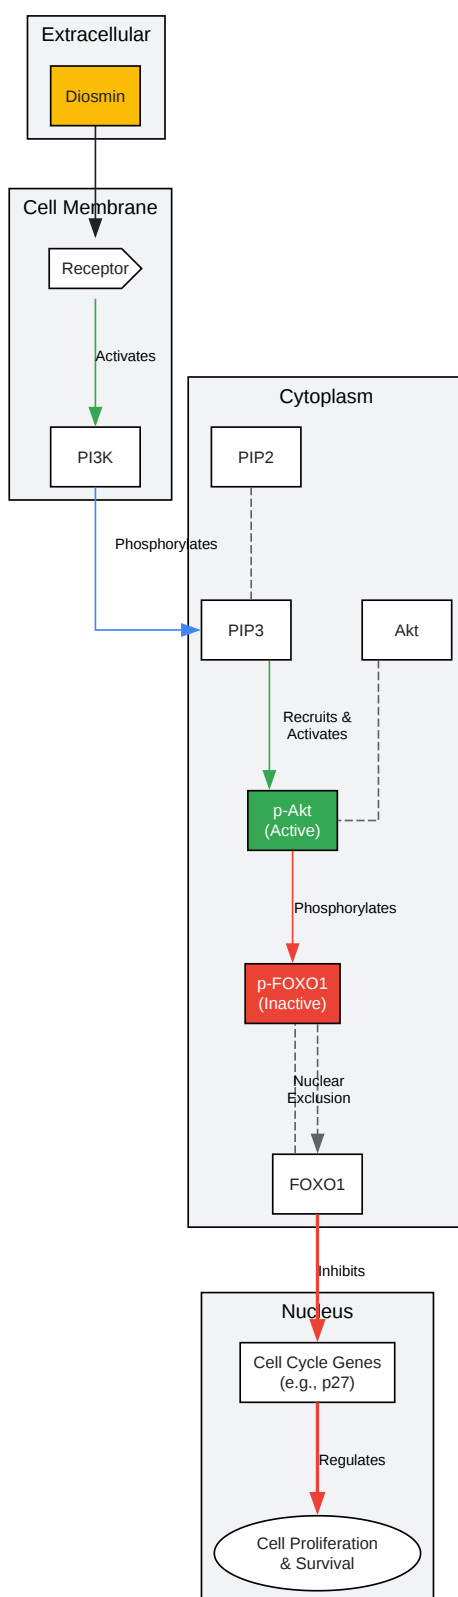 Extracellular
Diosmin
Cell Membrane
Receptor
Activates
PI3K
Cytoplasm
PIP2
Phosphorylates
PIP3
Akt
Recruits &
Activates
p-Akt
(Active)
Phosphorylates
p-FOXO1
(Inactive)
Nuclear
Exclusion
FOXO1
Inhibits
Nucleus
Cell Cycle Genes
(e.g., p27)
Regulates
Cell Proliferation
& Survival